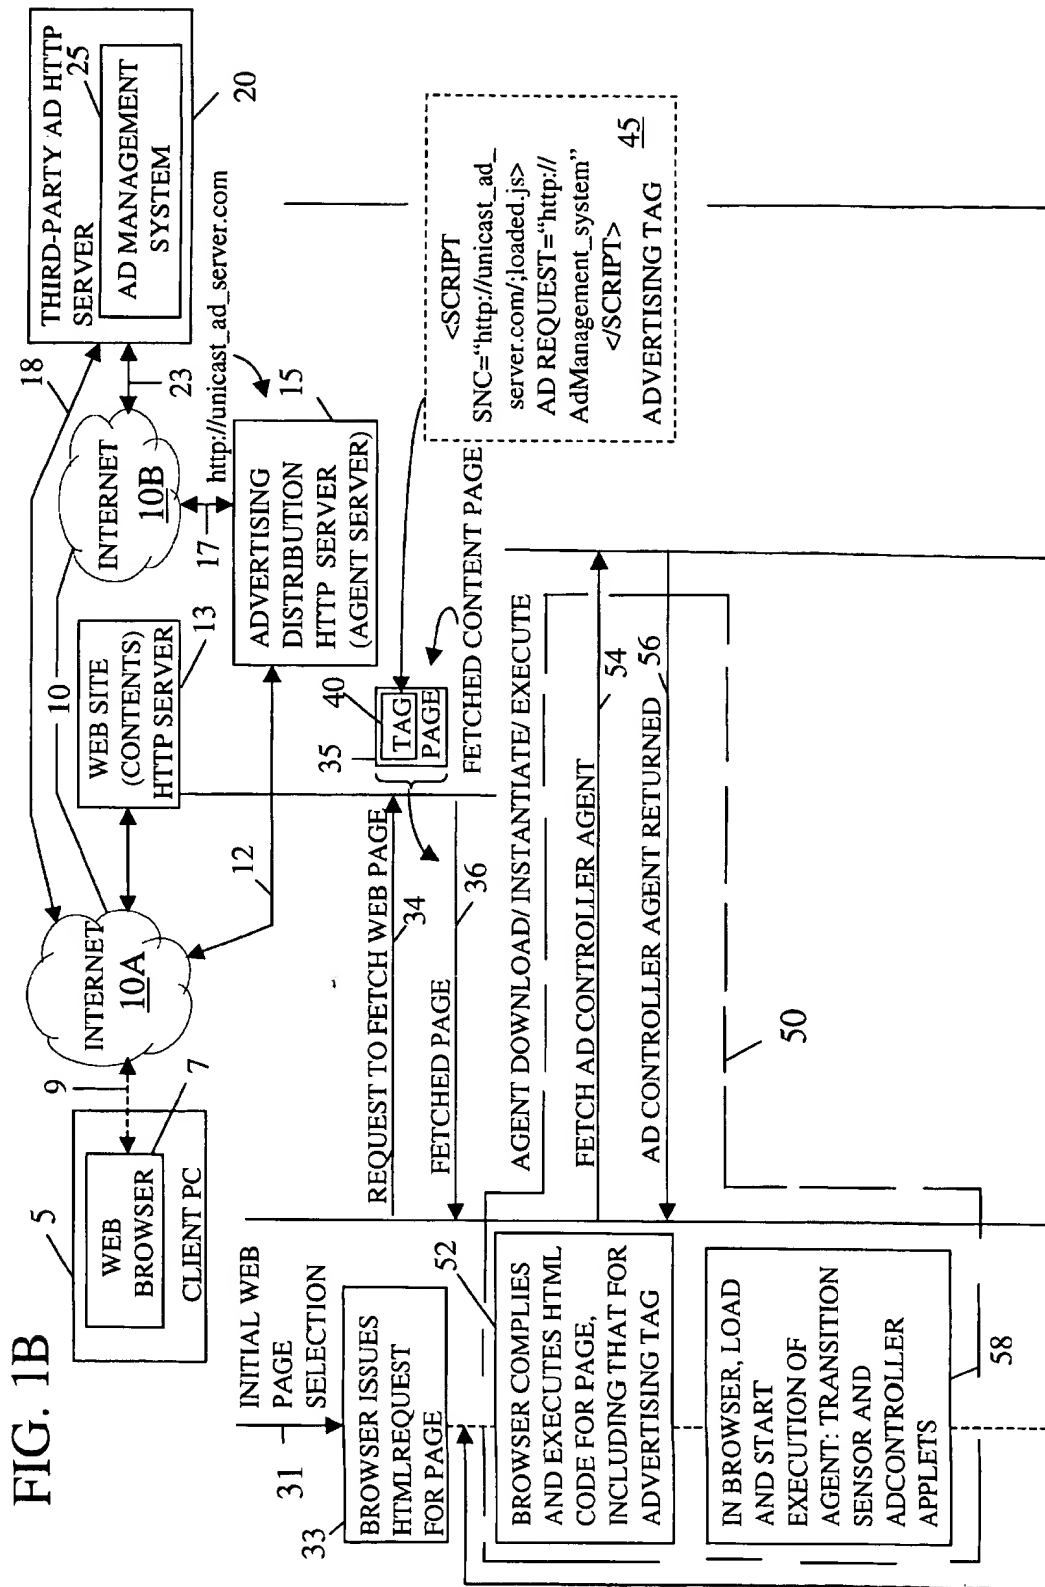 FIG. 1B
5
WEB
BROWSER
CLIENT PC
7
9
INTERNET
10A
10
WEB SITE
(CONTENTS)
HTTP SERVER
13
12
INTERNET
10B
17
18
23
http://unicast_ad_server.com
ADVERTISING
DISTRIBUTION
HTTP SERVER
(AGENT SERVER)
15
THIRD-PARTY AD HTTP
SERVER
25
AD MANAGEMENT
SYSTEM
20
INITIAL WEB
PAGE
SELECTION
31
33
BROWSER ISSUES
HTMLREQUEST
FOR PAGE
REQUEST TO FETCH WEB PAGE
34
FETCHED PAGE
36
35
40
TAG
PAGE
FETCHED CONTENT PAGE
<SCRIPT
SNC=“http://unicast_ad_
server.com/;loaded.js>
AD REQUEST=“http://
AdManagement_system”
</SCRIPT>
45
ADVERTISING TAG
AGENT DOWNLOAD/ INSTANTIATE/ EXECUTE
52
BROWSER COMPLIES
AND EXECUTES HTML
CODE FOR PAGE,
INCLUDING THAT FOR
ADVERTISING TAG
FETCH AD CONTROLLER AGENT
54
AD CONTROLLER AGENT RETURNED
56
50
IN BROWSER, LOAD
AND START
EXECUTION OF
AGENT: TRANSITION
SENSOR AND
ADCONTROLLER
APPLETS
58